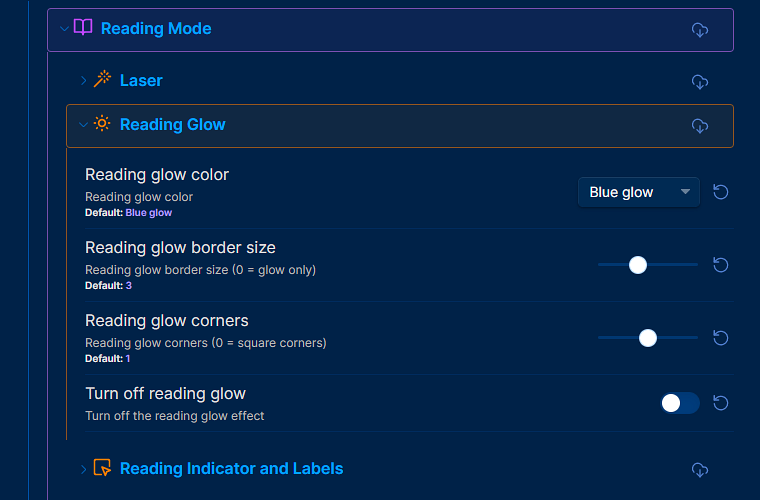 Reading Mode
Laser
Reading Glow
Reading glow color
Reading glow color
Default: Blue glow
Blue glow
Reading glow border size
Reading glow border size (0 = glow only)
Default: 3
Reading glow corners
Reading glow corners (0 = square corners)
Default: 1
Turn off reading glow
Turn off the reading glow effect
Reading Indicator and Labels